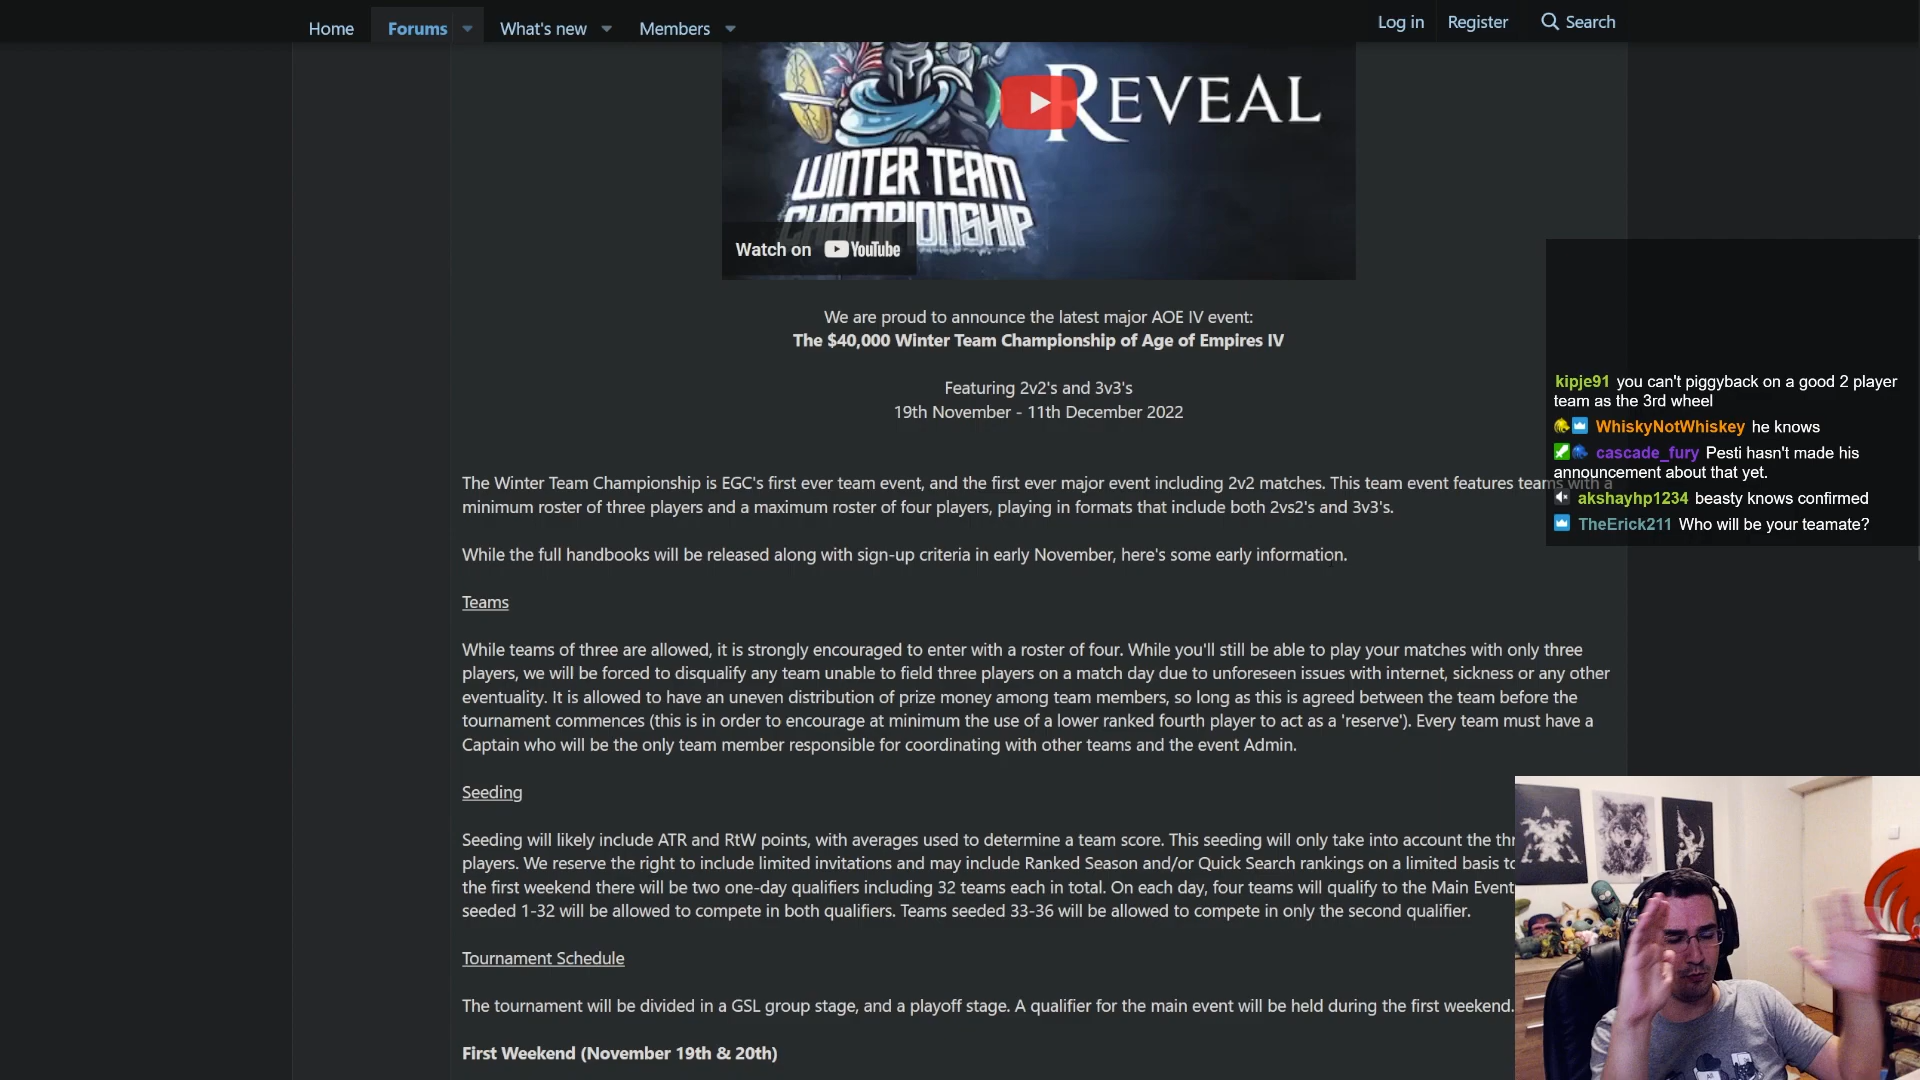 Home
Forums
What's new
Members
Log in
Register
Search
REVEAL
WINTER TEAM
CHAMPIONSHIP
Watch on YouTube
We are proud to announce the latest major AOE IV event:
The $40,000 Winter Team Championship of Age of Empires IV
Featuring 2v2's and 3v3's
19th November - 11th December 2022
The Winter Team Championship is EGC's first ever team event, and the first ever major event including 2v2 matches. This team event features teams with a
minimum roster of three players and a maximum roster of four players, playing in formats that include both 2vs2's and 3v3's.
While the full handbooks will be released along with sign-up criteria in early November, here's some early information.
Teams
While teams of three are allowed, it is strongly encouraged to enter with a roster of four. While you'll still be able to play your matches with only three
players, we will be forced to disqualify any team unable to field three players on a match day due to unforeseen issues with internet, sickness or any other
eventuality. It is allowed to have an uneven distribution of prize money among team members, so long as this is agreed between the team before the
tournament commences (this is in order to encourage at minimum the use of a lower ranked fourth player to act as a 'reserve'). Every team must have a
Captain who will be the only team member responsible for coordinating with other teams and the event Admin.
Seeding
Seeding will likely include ATR and RtW points, with averages used to determine a team score. This seeding will only take into account the
players. We reserve the right to include limited invitations and may include Ranked Season and/or Quick Search rankings on a limited basis
the first weekend there will be two one-day qualifiers including 32 teams each in total. On each day, four teams will qualify to the Main Event
seeded 1-32 will be allowed to compete in both qualifiers. Teams seeded 33-36 will be allowed to compete in only the second qualifier.
Tournament Schedule
The tournament will be divided in a GSL group stage, and a playoff stage. A qualifier for the main event will be held during the first weekend.
First Weekend (November 19th & 20th)
kipje91 you can't piggyback on a good 2 player
team as the 3rd wheel
WhiskyNotWhiskey he knows
cascade_fury Pesti hasn't made his
announcement about that yet.
akshayhp1234 beasty knows confirmed
TheErick211 Who will be your teamate?